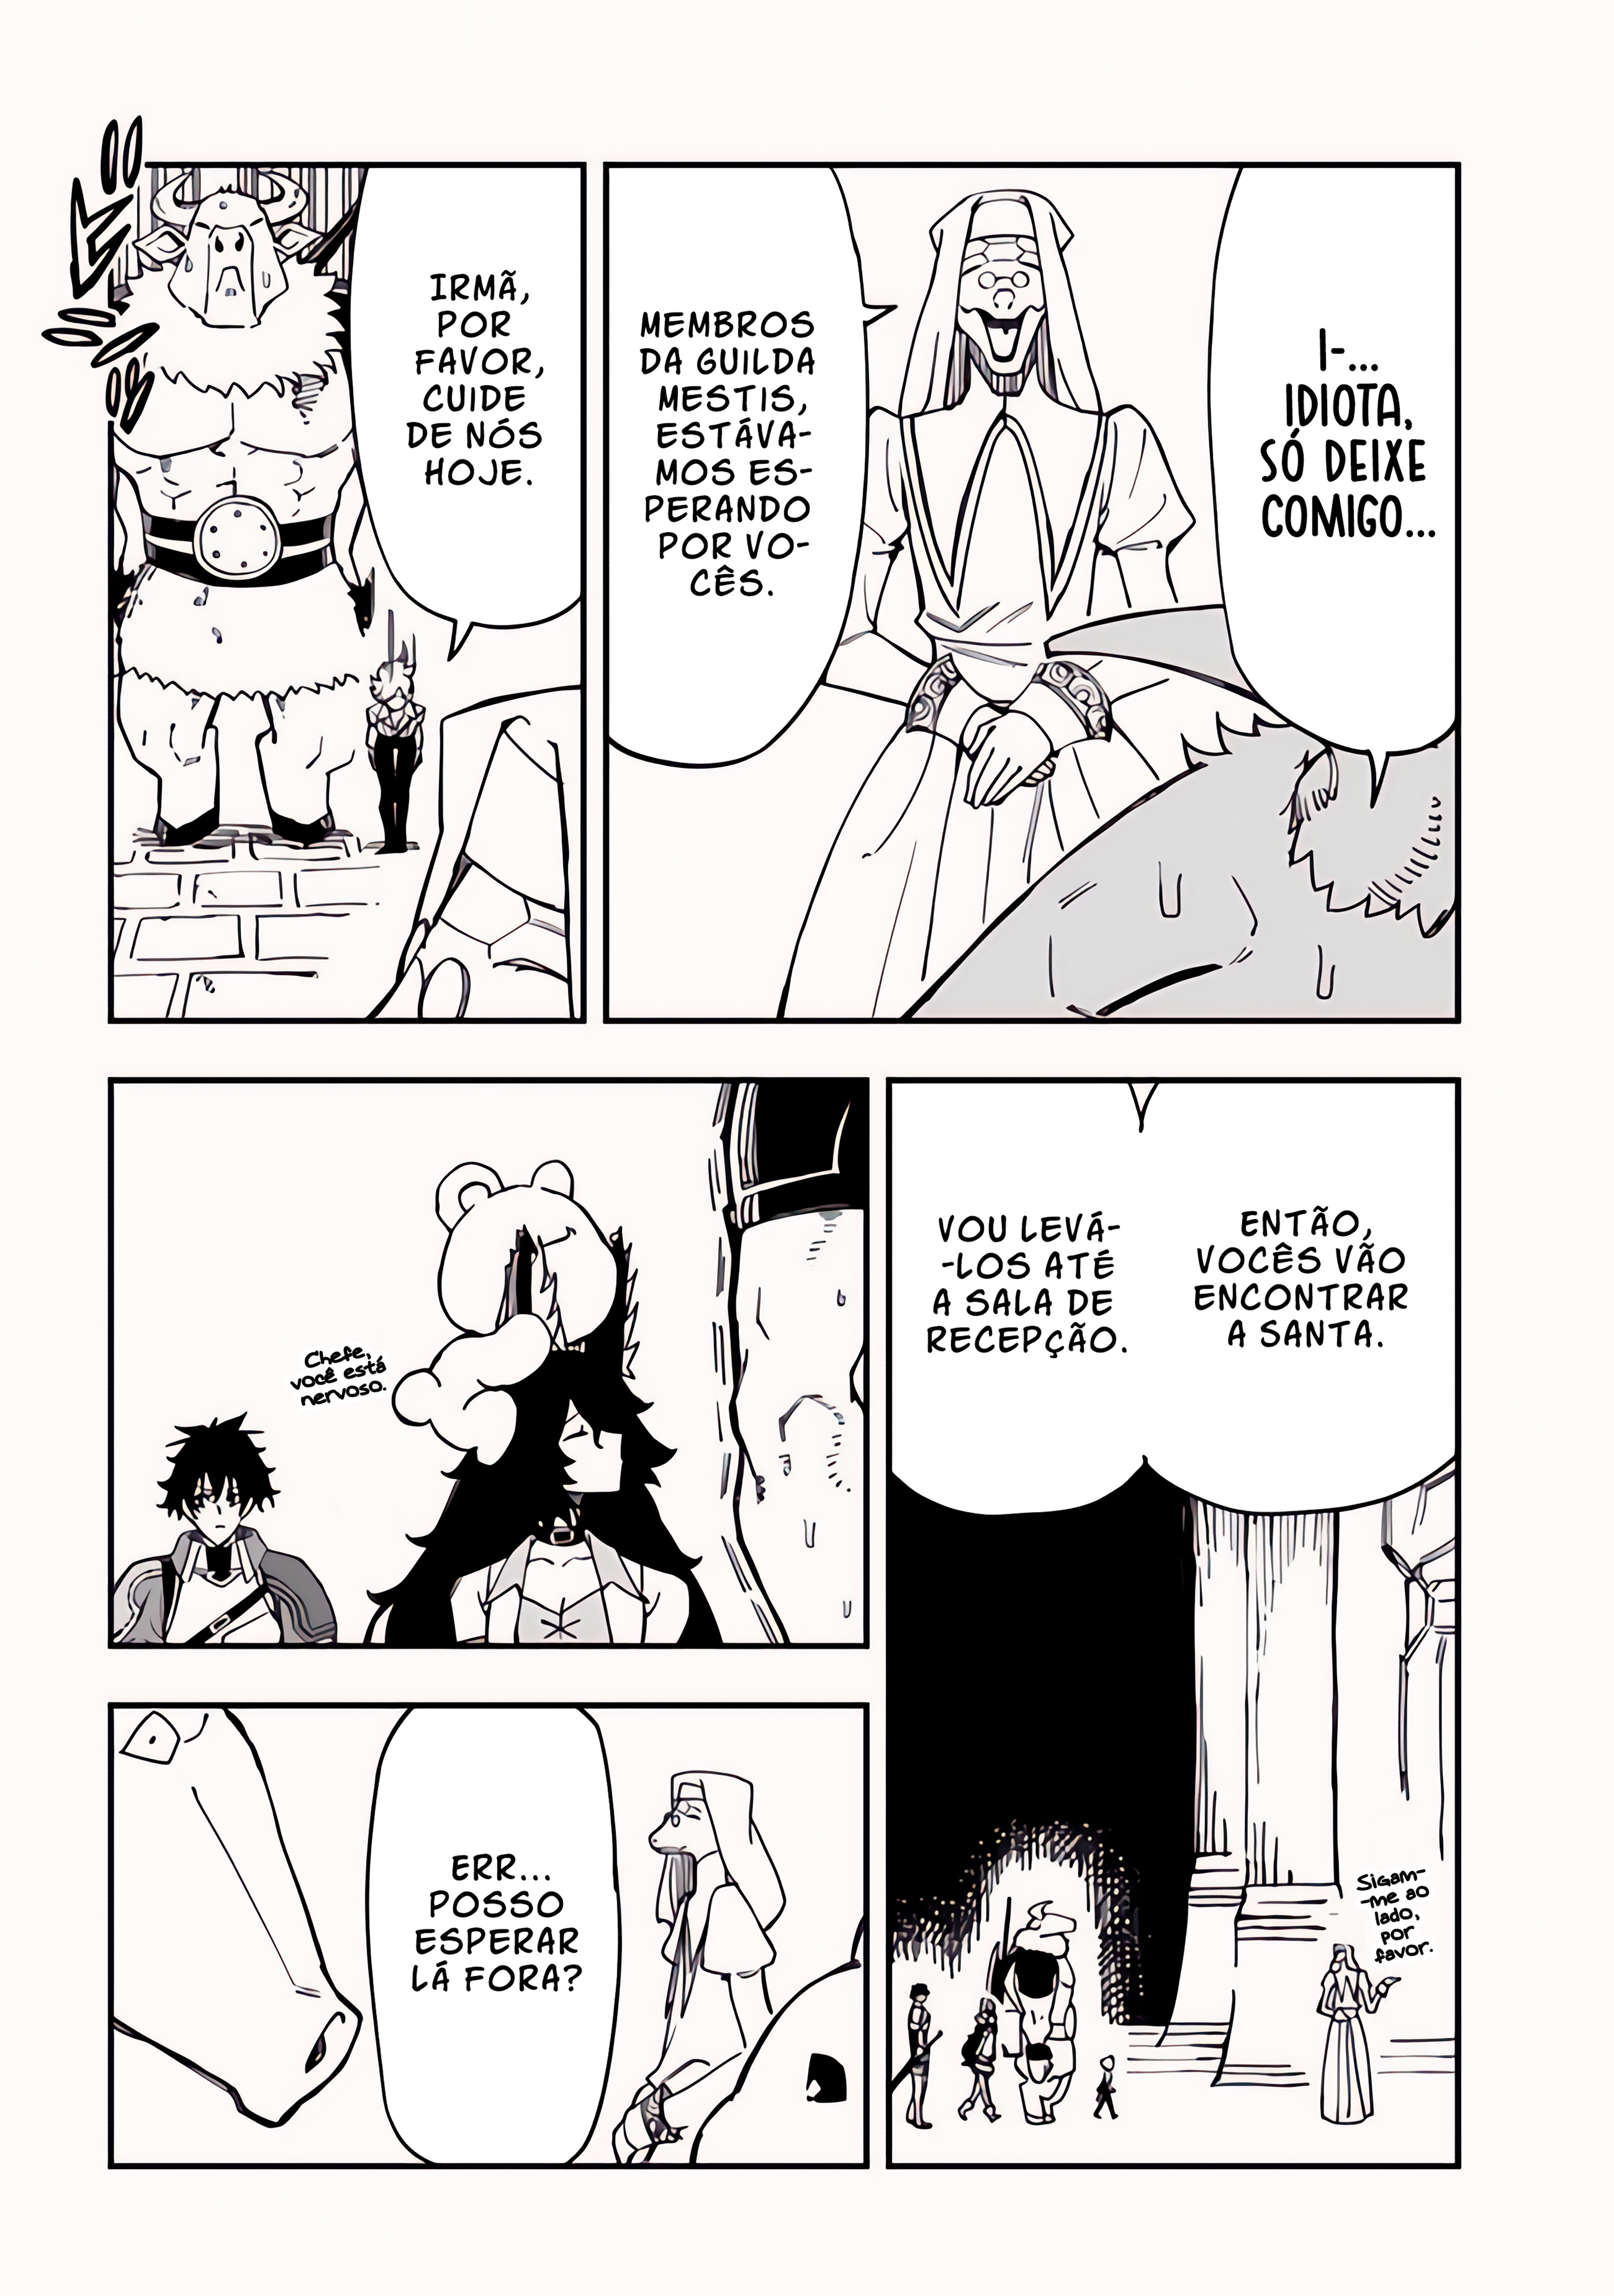 I-...
IDIOTA,
SÓ DEIXE
COMIGO...
MEMBROS
DA GUILDA
MESTIS,
ESTÁVA-
MOS ES-
PERANDO
POR VO-
CÊS.
IRMÃ,
POR
FAVOR,
CUIDE
DE NÓS
HOJE.
ENTÃO,
VOCÊS VÃO
ENCONTRAR
A SANTA.
VOU LEVÁ-
-LOS ATÉ
A SALA DE
RECEPÇÃO.
Sigam-
-me ao
lado,
por
favor.
Chefe,
você está
nervoso.
ERR...
POSSO
ESPERAR
LÁ FORA?